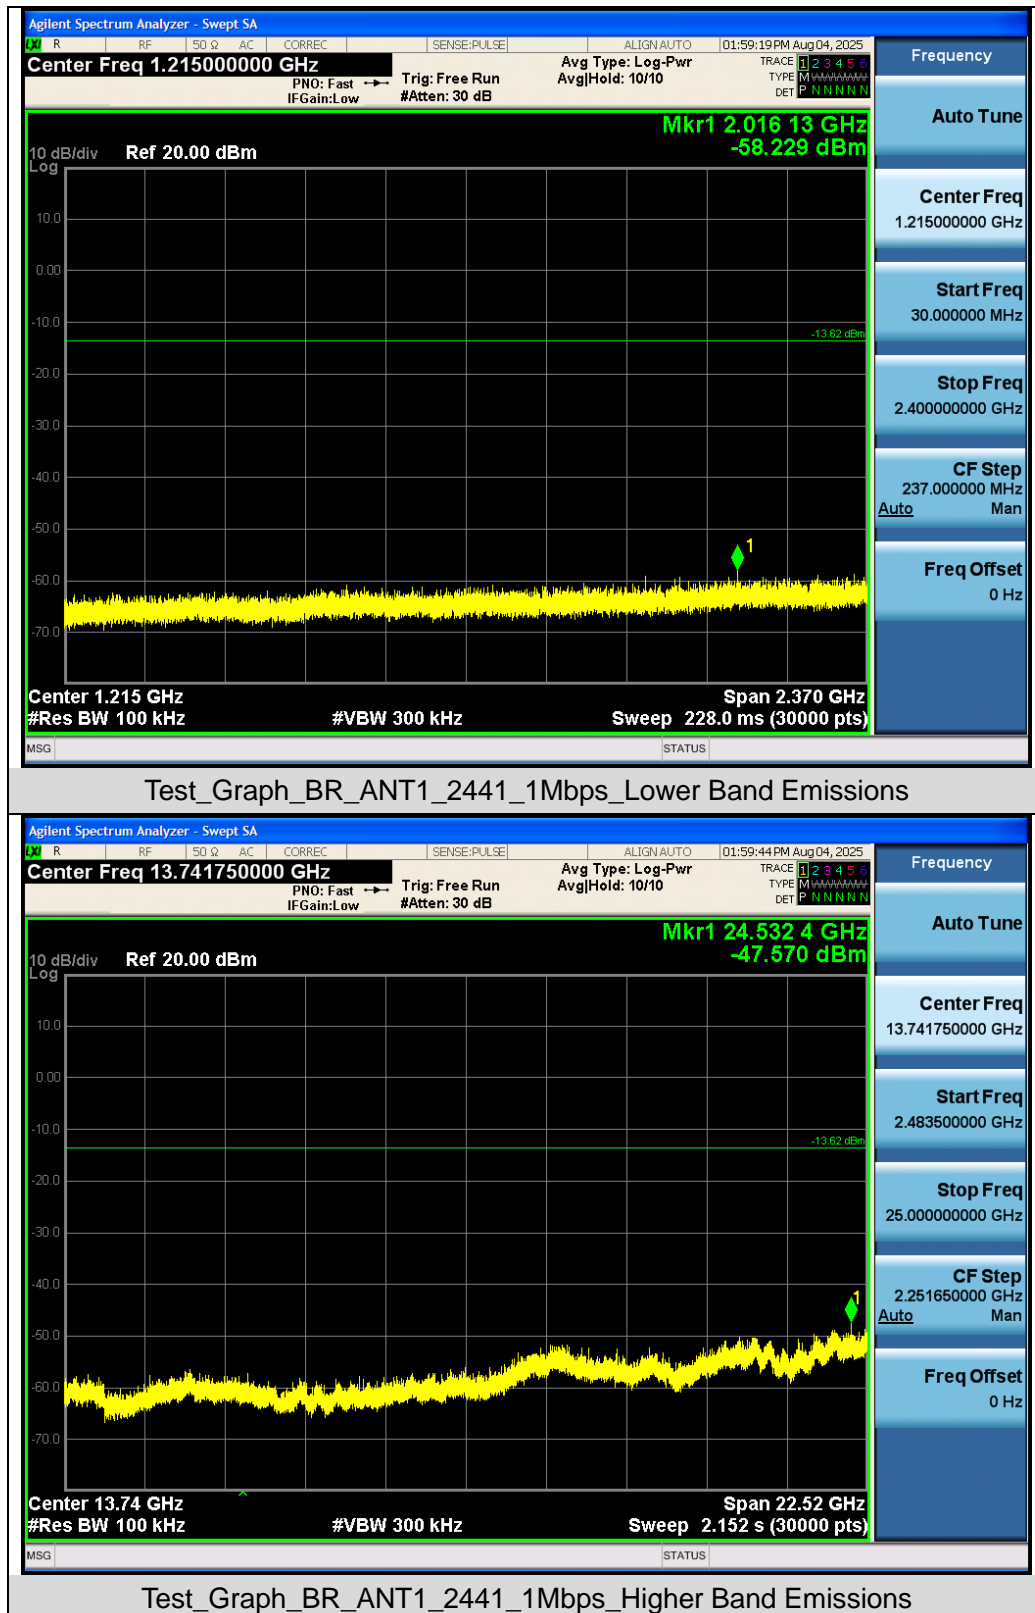 Agilent Spectrum Analyzer - Swept SA
LXI R RF 50 Ω AC CORREC SENSE:PULSE ALIGN AUTO 01:59:19 PM Aug 04, 2025
Center Freq 1.215000000 GHz
PNO: Fast
IFGain:Low
Trig: Free Run
#Atten: 30 dB
Avg Type: Log-Pwr
Avg|Hold: 10/10
TRACE 1 2 3 4 5 6
TYPE M WWWWW
DET P N N N N N
Mkr1 2.016 13 GHz
-58.229 dBm
10 dB/div Ref 20.00 dBm
Log
10.0
0.00
-10.0
-13.62 dBm
-20.0
-30.0
-40.0
-50.0
1
-60.0
-70.0
Center 1.215 GHz Span 2.370 GHz
#Res BW 100 kHz #VBW 300 kHz Sweep 228.0 ms (30000 pts)
MSG STATUS
Frequency
Auto Tune
Center Freq
1.215000000 GHz
Start Freq
30.000000 MHz
Stop Freq
2.400000000 GHz
CF Step
237.000000 MHz
Auto Man
Freq Offset
0 Hz
Test_Graph_BR_ANT1_2441_1Mbps_Lower Band Emissions
Agilent Spectrum Analyzer - Swept SA
LXI R RF 50 Ω AC CORREC SENSE:PULSE ALIGN AUTO 01:59:44 PM Aug 04, 2025
Center Freq 13.741750000 GHz
PNO: Fast
IFGain:Low
Trig: Free Run
#Atten: 30 dB
Avg Type: Log-Pwr
Avg|Hold: 10/10
TRACE 1 2 3 4 5 6
TYPE M WWWWW
DET P N N N N N
Mkr1 24.532 4 GHz
-47.570 dBm
10 dB/div Ref 20.00 dBm
Log
10.0
0.00
-10.0
-13.62 dBm
-20.0
-30.0
-40.0
1
-50.0
-60.0
-70.0
Center 13.74 GHz Span 22.52 GHz
#Res BW 100 kHz #VBW 300 kHz Sweep 2.152 s (30000 pts)
MSG STATUS
Frequency
Auto Tune
Center Freq
13.741750000 GHz
Start Freq
2.483500000 GHz
Stop Freq
25.000000000 GHz
CF Step
2.251650000 GHz
Auto Man
Freq Offset
0 Hz
Test_Graph_BR_ANT1_2441_1Mbps_Higher Band Emissions